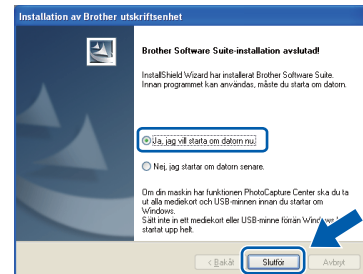 Installation av Brother utskriftsenhet
Brother Software Suite-installation avslutad!
InstallShield Wizard har installerat Brother Software Suite.
Innan programmet kan användas, måste du starta om datorn.
Ja, jag vill starta om datorn nu.
Nej, jag startar om datorn senare.
Om din maskin har funktionen PhotoCapture Center ska du ta
ut alla mediekort och USB-minnen innan du startar om
Windows.
Sätt inte in ett mediekort eller USB-minne förrän Windows
startat upp helt.
< Bakåt
Slutför
Avbryt